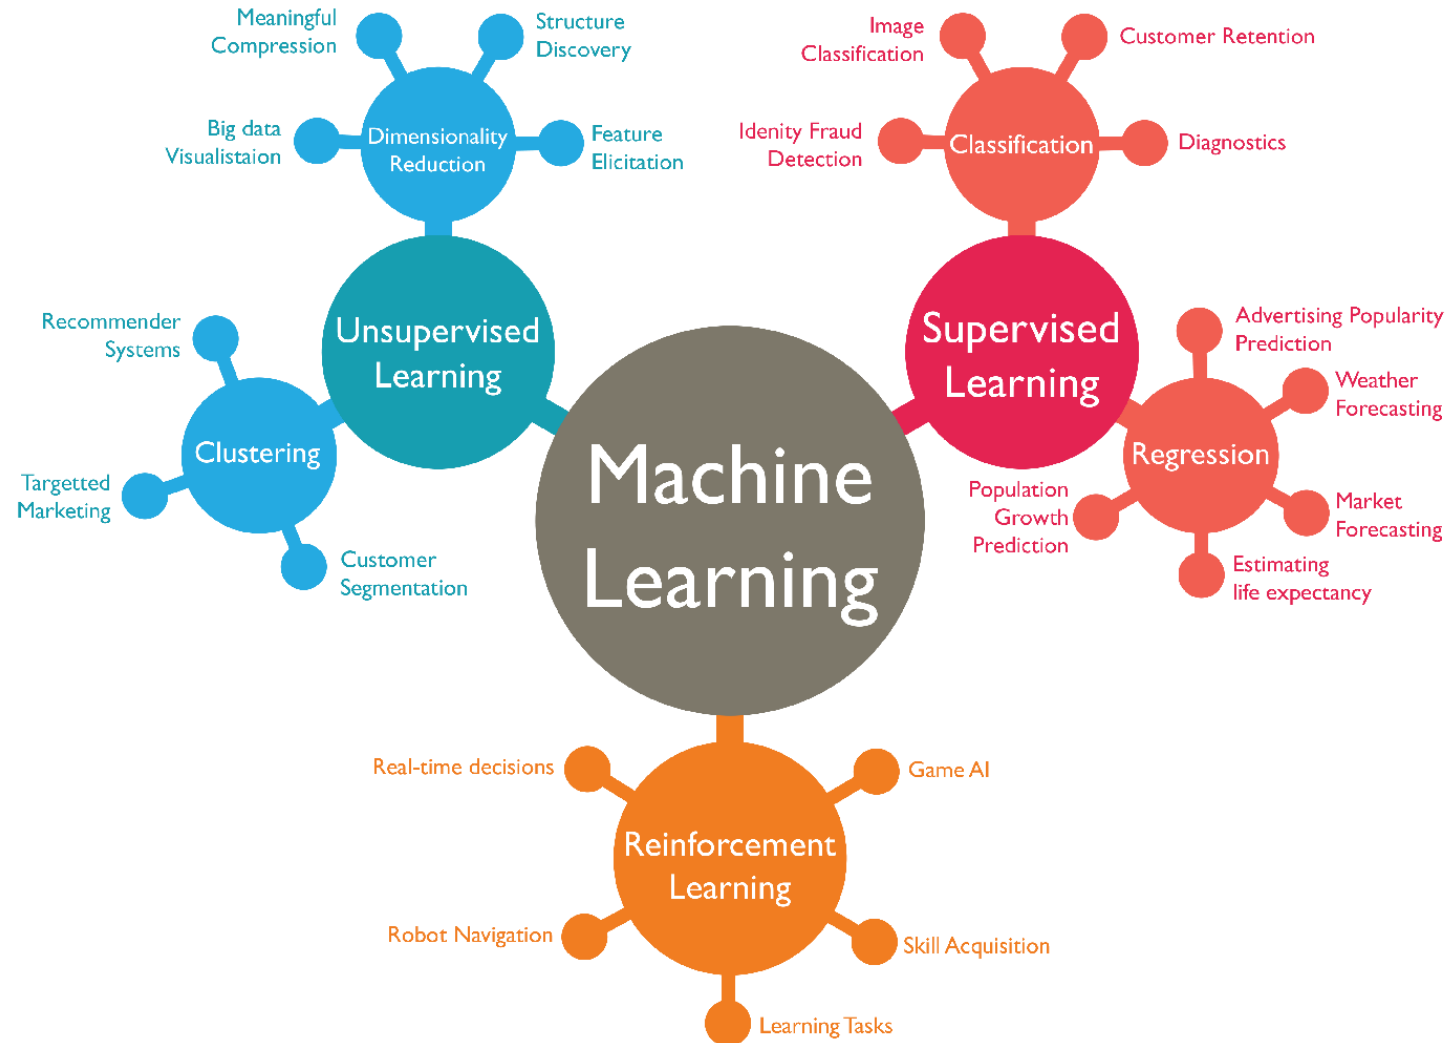 Meaningful
Compression
Structure
Discovery
Big data
Visualistaion
Dimensionality
Reduction
Feature
Elicitation
Image
Classification
Customer Retention
Idenity Fraud
Detection
Classification
Diagnostics
Recommender
Systems
Unsupervised
Learning
Clustering
Targetted
Marketing
Customer
Segmentation
Machine
Learning
Supervised
Learning
Advertising Popularity
Prediction
Weather
Forecasting
Regression
Population
Growth
Prediction
Market
Forecasting
Estimating
life expectancy
Real-time decisions
Game AI
Reinforcement
Learning
Robot Navigation
Skill Acquisition
Learning Tasks